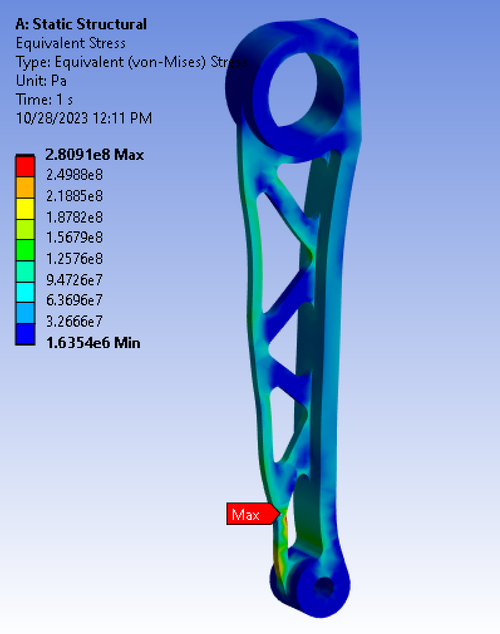 A: Static Structural
Equivalent Stress
Type: Equivalent (von-Mises) Stress
Unit: Pa
Time: 1 s
10/28/2023 12:11 PM
2.8091e8 Max
2.4988e8
2.1885e8
1.8782e8
1.5679e8
1.2576e8
9.4726e7
6.3696e7
3.2666e7
1.6354e6 Min
Max